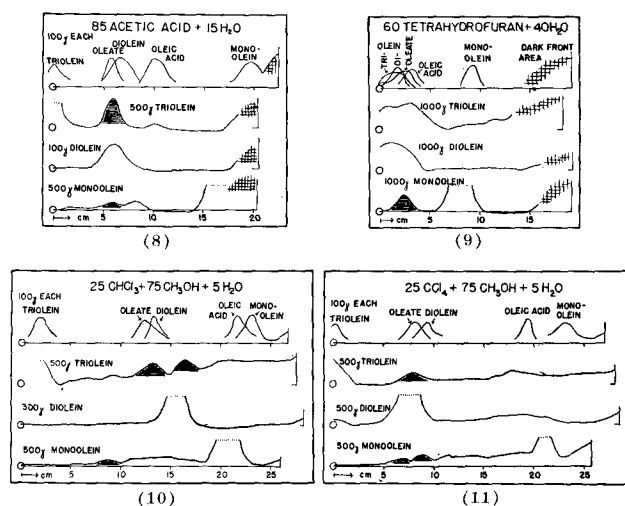 85 ACETIC ACID + 15 H₂O
100γ EACH
TRIOLEIN
OLEATE
DIOLEIN
OLEIC ACID
MONO-OLEIN
500γ TRIOLEIN
100γ DIOLEIN
500γ MONOOLEIN
cm 5 10 15 20
(8)
60 TETRAHYDROFURAN + 40 H₂O
OLEIN
TRI-
DI-
OLEATE
OLEIC ACID
MONO-OLEIN
DARK FRONT AREA
1000γ TRIOLEIN
1000γ DIOLEIN
1000γ MONOOLEIN
cm 5 10 15
(9)
25 CHCl₃ + 75 CH₃OH + 5 H₂O
100γ EACH
TRIOLEIN
OLEATE DIOLEIN
OLEIC ACID
MONO-OLEIN
500γ TRIOLEIN
300γ DIOLEIN
500γ MONOOLEIN
cm 5 10 15 20 25
(10)
25 CCl₄ + 75 CH₃OH + 5 H₂O
100γ EACH
TRIOLEIN
OLEATE DIOLEIN
OLEIC ACID
MONO-OLEIN
500γ TRIOLEIN
500γ DIOLEIN
500γ MONOOLEIN
cm 5 10 15 20 25
(11)